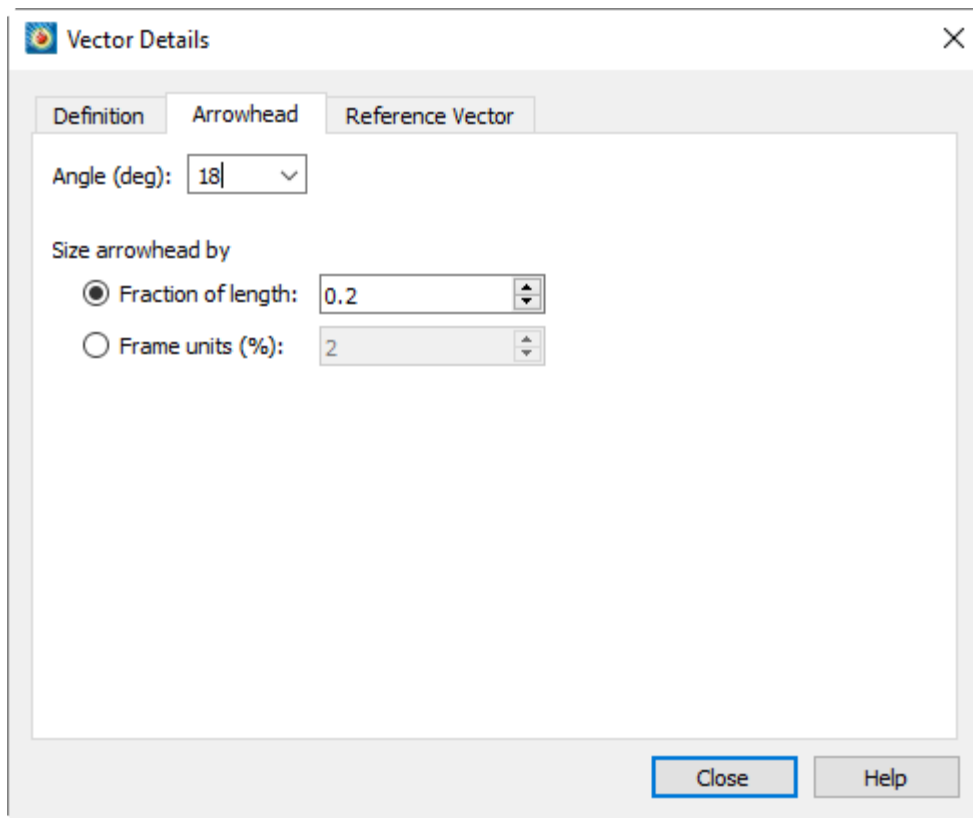 Vector Details
Definition Arrowhead Reference Vector
Angle (deg): 18
Size arrowhead by
Fraction of length: 0.2
Frame units (%): 2
Close Help